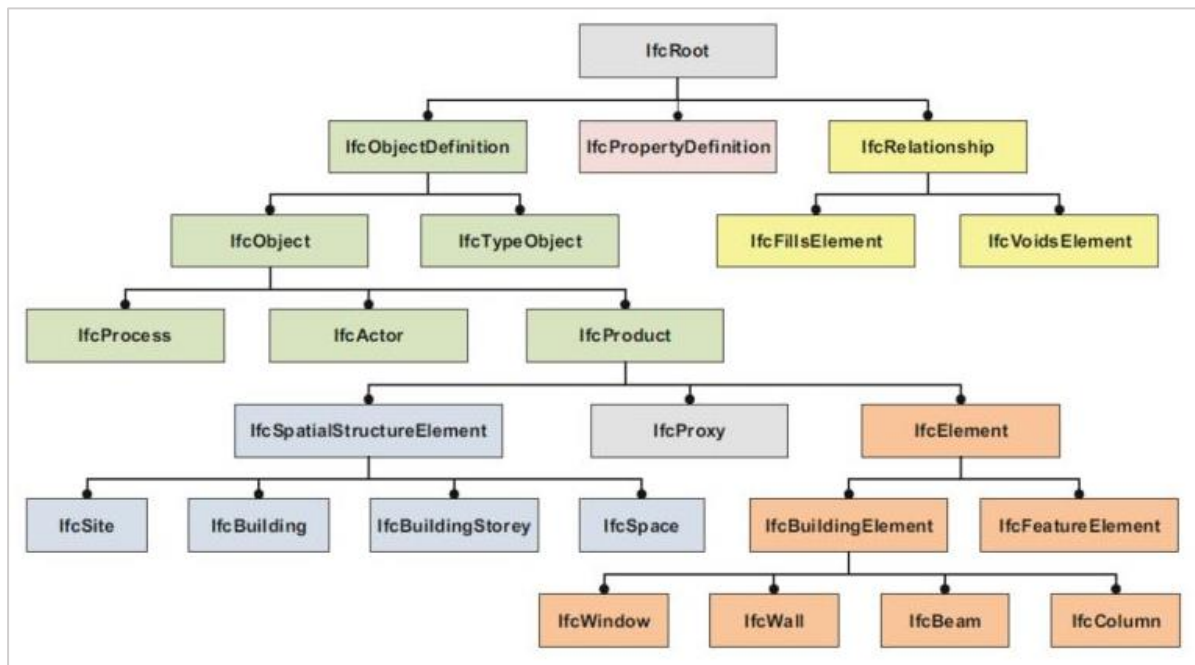 IfcRoot
IfcObjectDefinition
IfcPropertyDefinition
IfcRelationship
IfcObject
IfcTypeObject
IfcFillsElement
IfcVoidsElement
IfcProcess
IfcActor
IfcProduct
IfcSpatialStructureElement
IfcProxy
IfcElement
IfcSite
IfcBuilding
IfcBuildingStorey
IfcSpace
IfcBuildingElement
IfcFeatureElement
IfcWindow
IfcWall
IfcBeam
IfcColumn